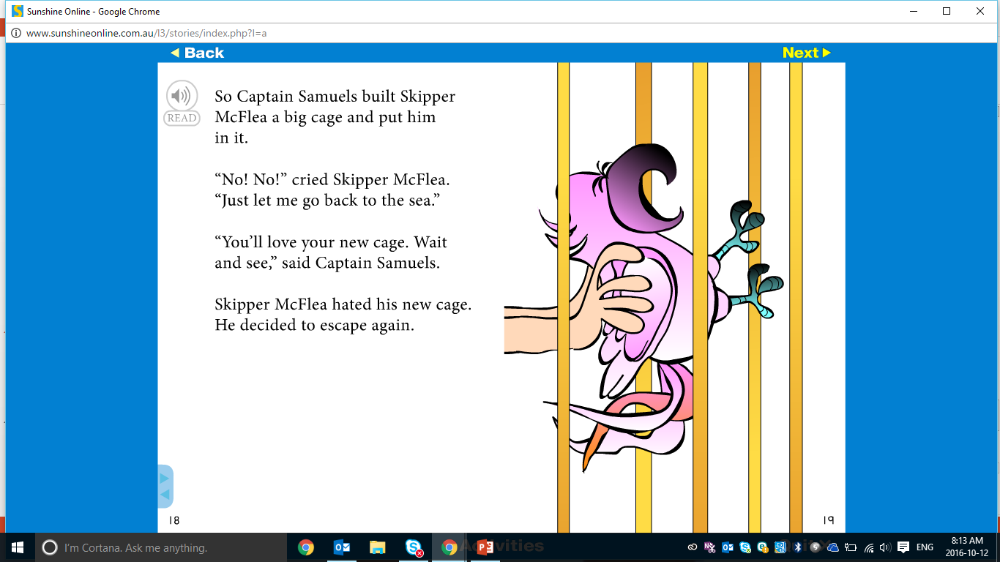 Sunshine Online - Google Chrome
www.sunshineonline.com.au/l3/stories/index.php?l=a
Back
Next
READ
So Captain Samuels built Skipper
McFlea a big cage and put him
in it.
“No! No!” cried Skipper McFlea.
“Just let me go back to the sea.”
“You’ll love your new cage. Wait
and see,” said Captain Samuels.
Skipper McFlea hated his new cage.
He decided to escape again.
18
19
I’m Cortana. Ask me anything.
Activities
ENG
8:13 AM
2016-10-12